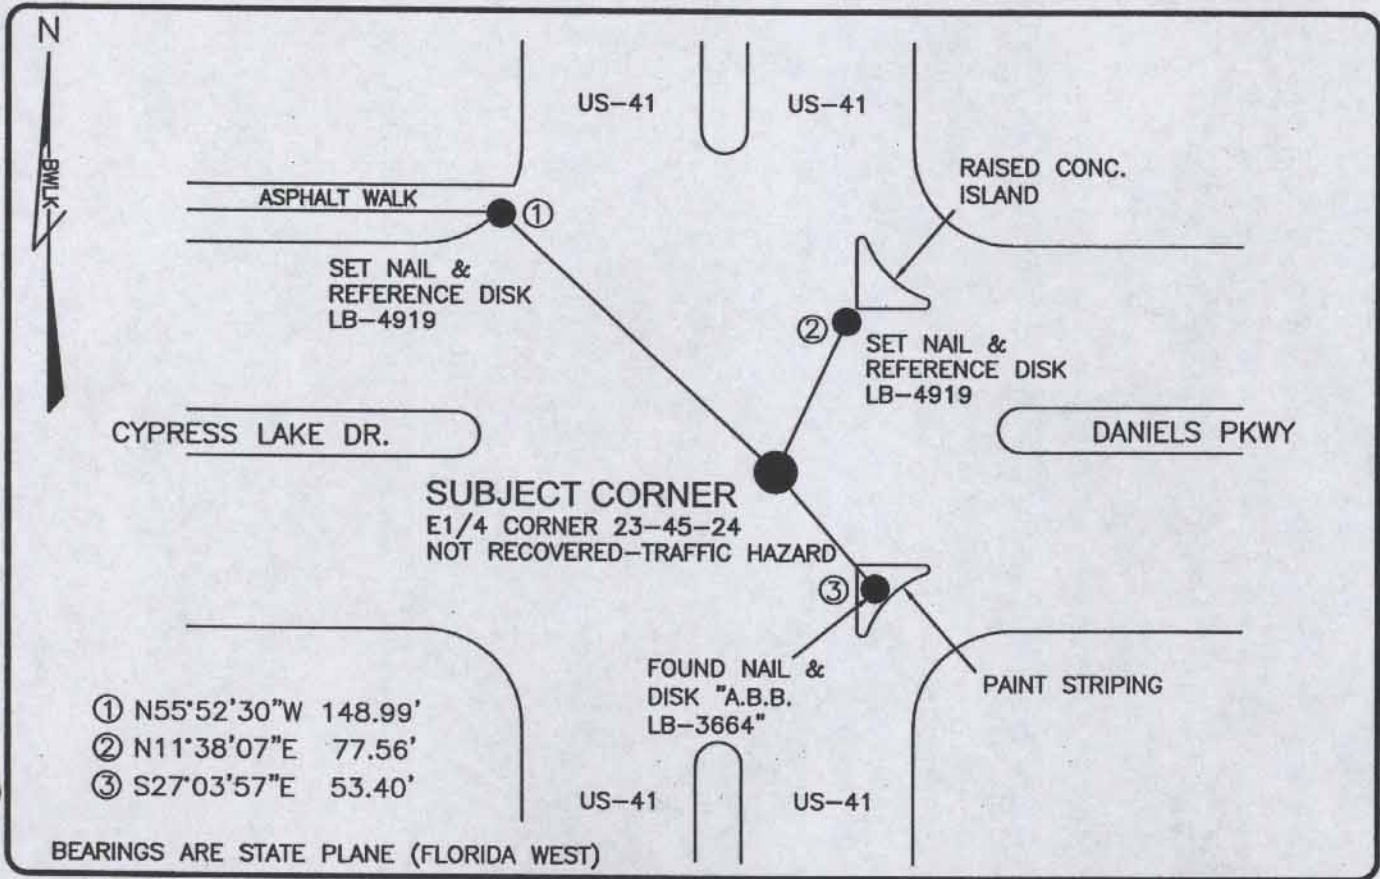 N
BWLK
US-41
US-41
RAISED CONC.
ISLAND
ASPHALT WALK
①
SET NAIL &
REFERENCE DISK
LB-4919
②
SET NAIL &
REFERENCE DISK
LB-4919
CYPRESS LAKE DR.
DANIELS PKWY
SUBJECT CORNER
E1/4 CORNER 23-45-24
NOT RECOVERED-TRAFFIC HAZARD
③
FOUND NAIL &
DISK "A.B.B.
LB-3664"
PAINT STRIPING
① N55°52'30"W 148.99'
② N11°38'07"E 77.56'
③ S27°03'57"E 53.40'
US-41
US-41
BEARINGS ARE STATE PLANE (FLORIDA WEST)